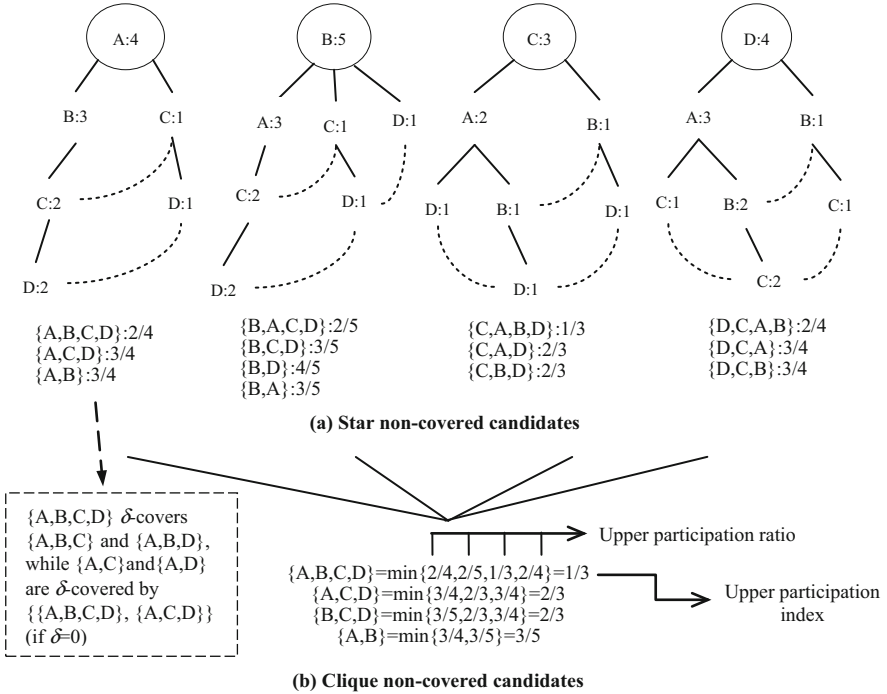 A:4
B:5
C:3
D:4
B:3
C:1
A:3
C:1
D:1
A:2
B:1
A:3
B:1
C:2
D:1
C:2
D:1
D:1
B:1
D:1
C:1
B:2
C:1
D:2
D:2
D:1
C:2
{A,B,C,D}:2/4
{A,C,D}:3/4
{A,B}:3/4
{B,A,C,D}:2/5
{B,C,D}:3/5
{B,D}:4/5
{B,A}:3/5
{C,A,B,D}:1/3
{C,A,D}:2/3
{C,B,D}:2/3
{D,C,A,B}:2/4
{D,C,A}:3/4
{D,C,B}:3/4
(a) Star non-covered candidates
{A,B,C,D} δ-covers
{A,B,C} and {A,B,D},
while {A,C}and{A,D}
are δ-covered by
{{A,B,C,D}, {A,C,D}}
(if δ=0)
Upper participation ratio
{A,B,C,D}=min{2/4,2/5,1/3,2/4}=1/3
{A,C,D}=min{3/4,2/3,3/4}=2/3
{B,C,D}=min{3/5,2/3,3/4}=2/3
{A,B}=min{3/4,3/5}=3/5
Upper participation
index
(b) Clique non-covered candidates